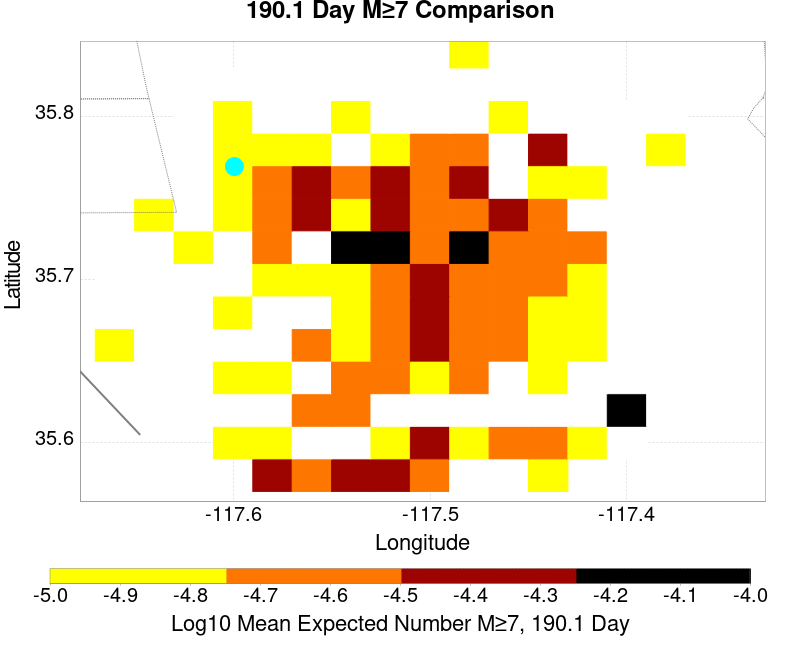 190.1 Day M≥7 Comparison
35.8
35.7
35.6
Latitude
-117.6 -117.5 -117.4
Longitude
-5.0 -4.9 -4.8 -4.7 -4.6 -4.5 -4.4 -4.3 -4.2 -4.1 -4.0
Log10 Mean Expected Number M≥7, 190.1 Day